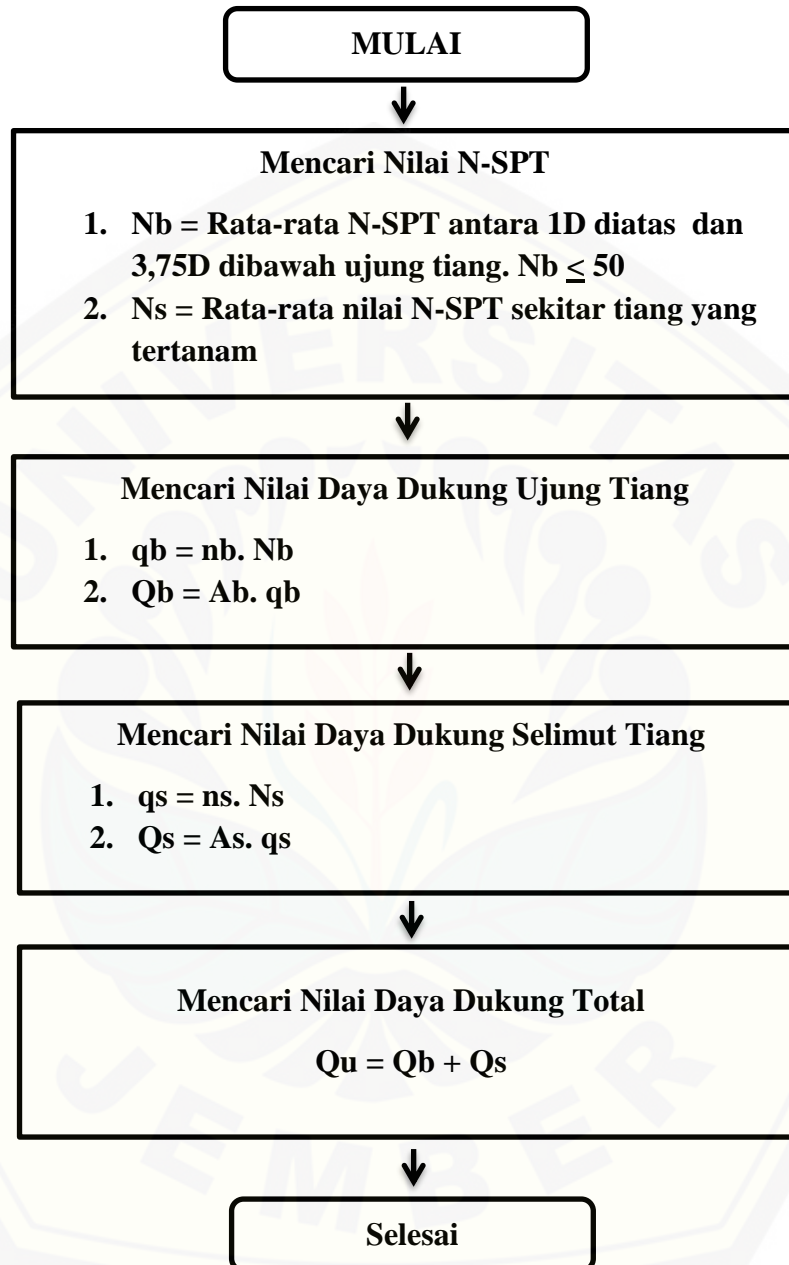 MULAI
Mencari Nilai N-SPT
1. Nb = Rata-rata N-SPT antara 1D diatas dan
3,75D dibawah ujung tiang. Nb ≤ 50
2. Ns = Rata-rata nilai N-SPT sekitar tiang yang
tertanam
Mencari Nilai Daya Dukung Ujung Tiang
1. qb = nb. Nb
2. Qb = Ab. qb
Mencari Nilai Daya Dukung Selimut Tiang
1. qs = ns. Ns
2. Qs = As. qs
Mencari Nilai Daya Dukung Total
Qu = Qb + Qs
Selesai
UNIVERSITAS
JEMBER